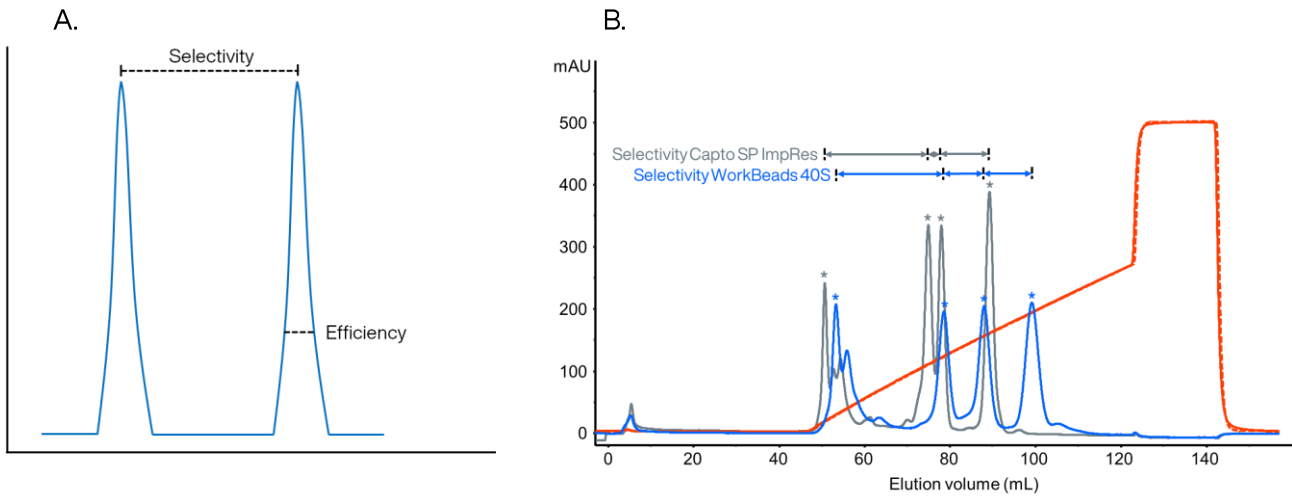 A.
Selectivity
Efficiency
B.
mAU
500
400
300
200
100
0
Selectivity Capto SP ImpRes
Selectivity WorkBeads 40S
* * * *
* * * *
0 20 40 60 80 100 120 140
Elution volume (mL)